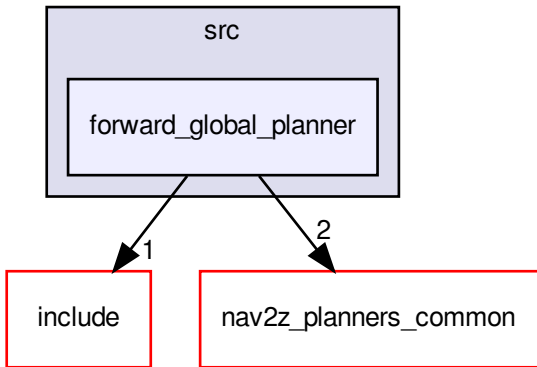 src
forward_global_planner
1
2
include
nav2z_planners_common